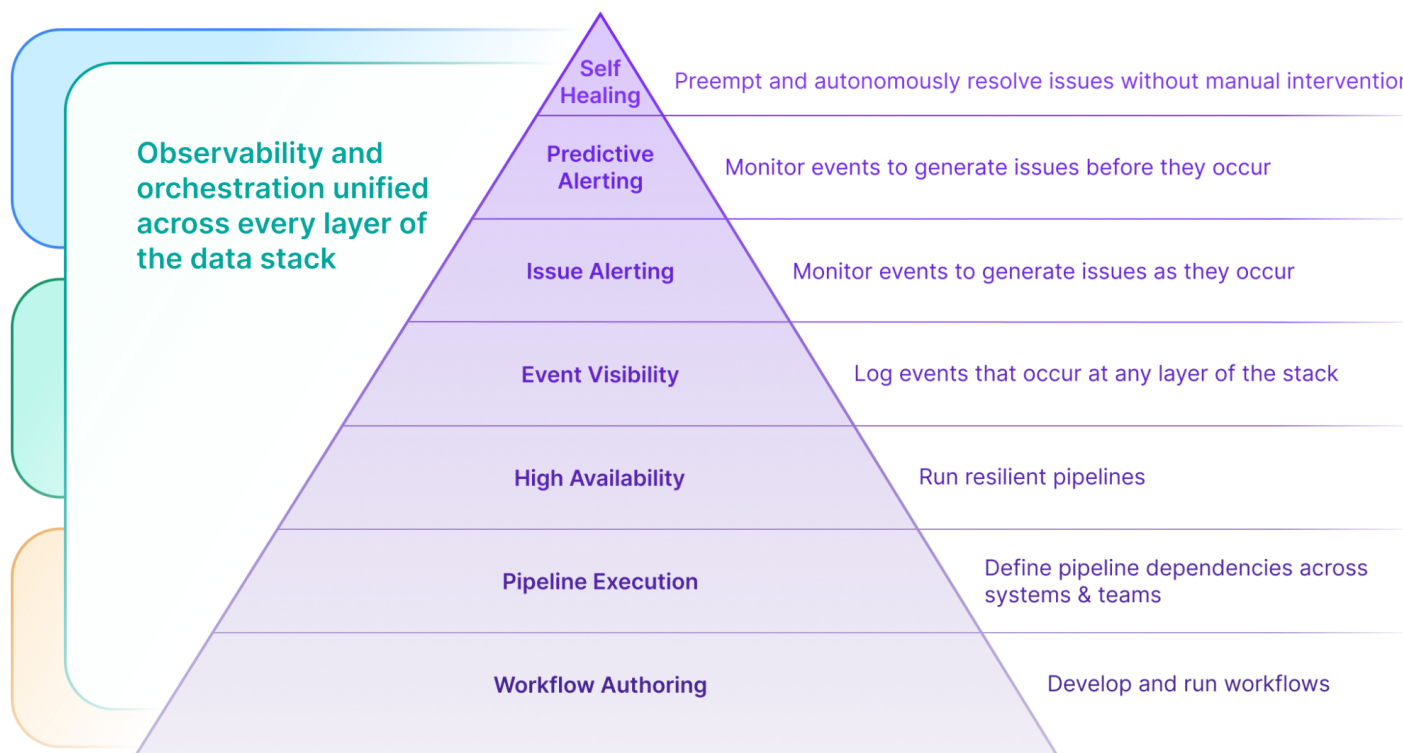 Observability and
orchestration unified
across every layer of
the data stack
Self
Healing
Preempt and autonomously resolve issues without manual intervention
Predictive
Alerting
Monitor events to generate issues before they occur
Issue Alerting
Monitor events to generate issues as they occur
Event Visibility
Log events that occur at any layer of the stack
High Availability
Run resilient pipelines
Pipeline Execution
Define pipeline dependencies across
systems & teams
Workflow Authoring
Develop and run workflows